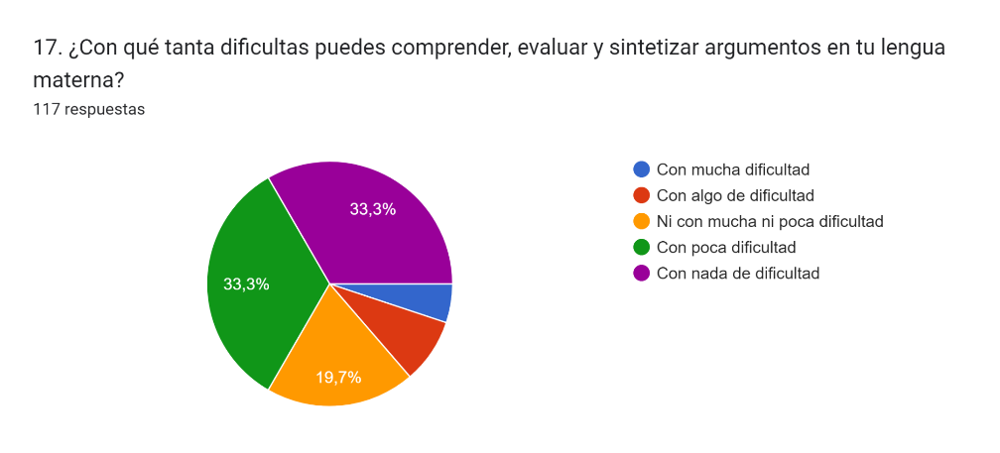 17. ¿Con qué tanta dificultas puedes comprender, evaluar y sintetizar argumentos en tu lengua
materna?
117 respuestas
Con mucha dificultad
Con algo de dificultad
Ni con mucha ni poca dificultad
Con poca dificultad
Con nada de dificultad
33,3%
33,3%
19,7%